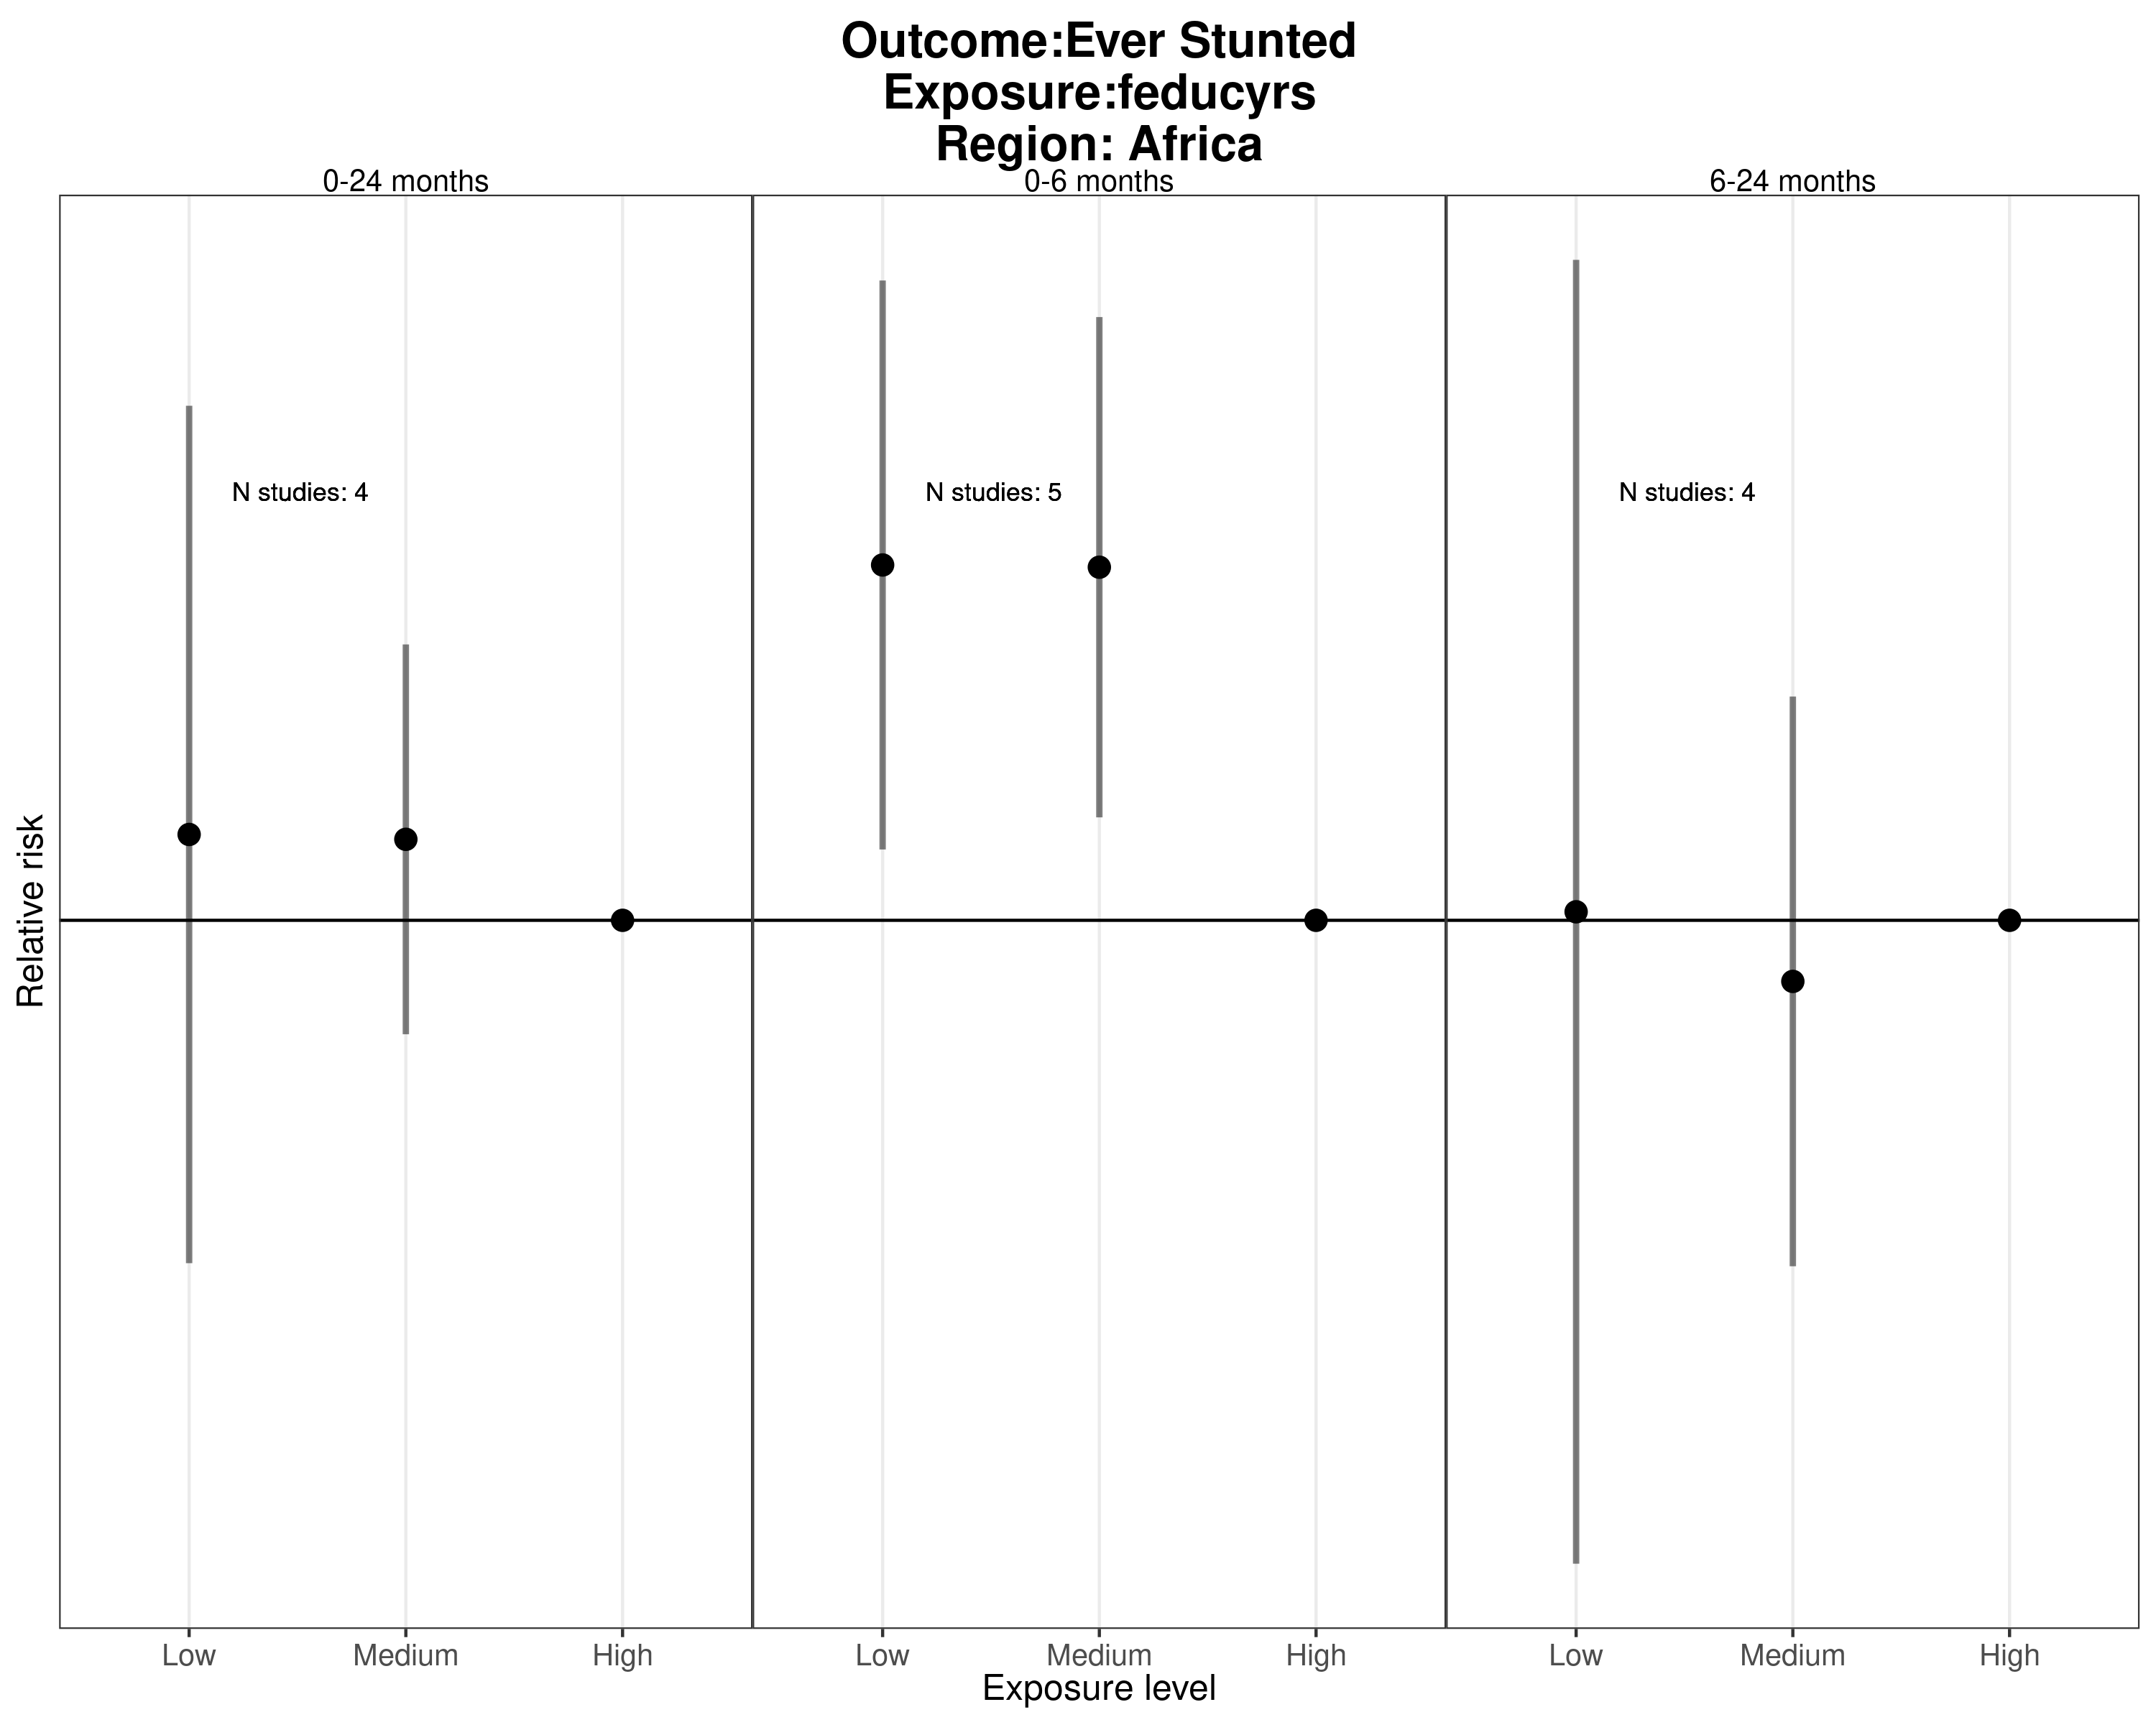 Outcome:Ever Stunted
Exposure:feducyrs
Region: Africa
0-24 months
0-6 months
6-24 months
N studies: 4
N studies: 5
N studies: 4
Relative risk
Low
Medium
High
Low
Medium
High
Low
Medium
High
Exposure level